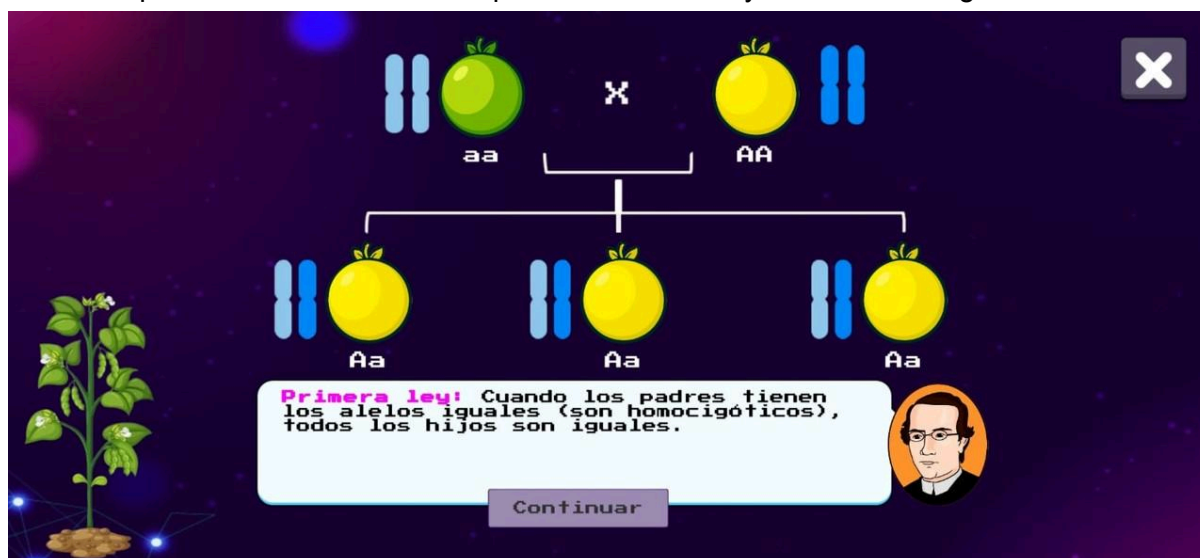 x
aa
AA
Aa
Aa
Aa
Primera ley: Cuando los padres tienen
los alelos iguales (son homocigóticos),
todos los hijos son iguales.
Continuar